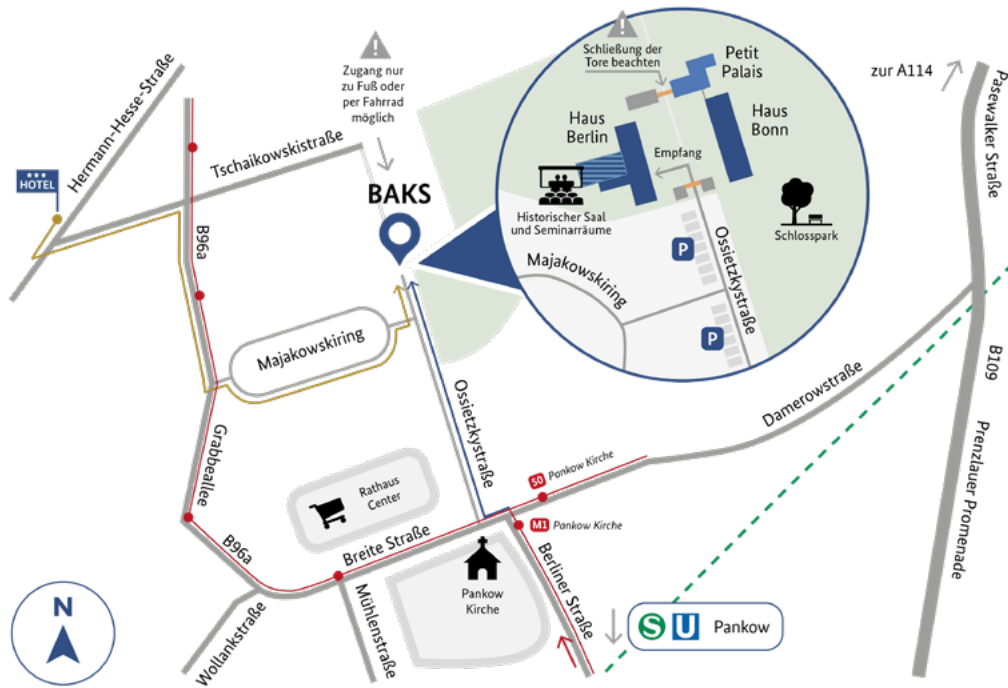 Hermann-Hesse-Straße
Zugang nur
zu Fuß oder
per Fahrrad
möglich
Schließung der
Tore beachten
Petit
Palais
zur A114
Pasewalker Straße
Haus
Berlin
Haus
Bonn
Tschaikowskistraße
Empfang
HOTEL
BAKS
Historischer Saal
und Seminarräume
Schlosspark
B96a
P
Ossietzkystraße
Majakowskiring
P
Majakowskiring
B109
Damerowstraße
Ossietzkystraße
Grabbeallee
Prenzlauer Promenade
50 Pankow Kirche
Rathaus
Center
M1 Pankow Kirche
B96a
Breite Straße
Berliner Straße
Pankow
Kirche
N
Mühlenstraße
Wollankstraße
S U Pankow